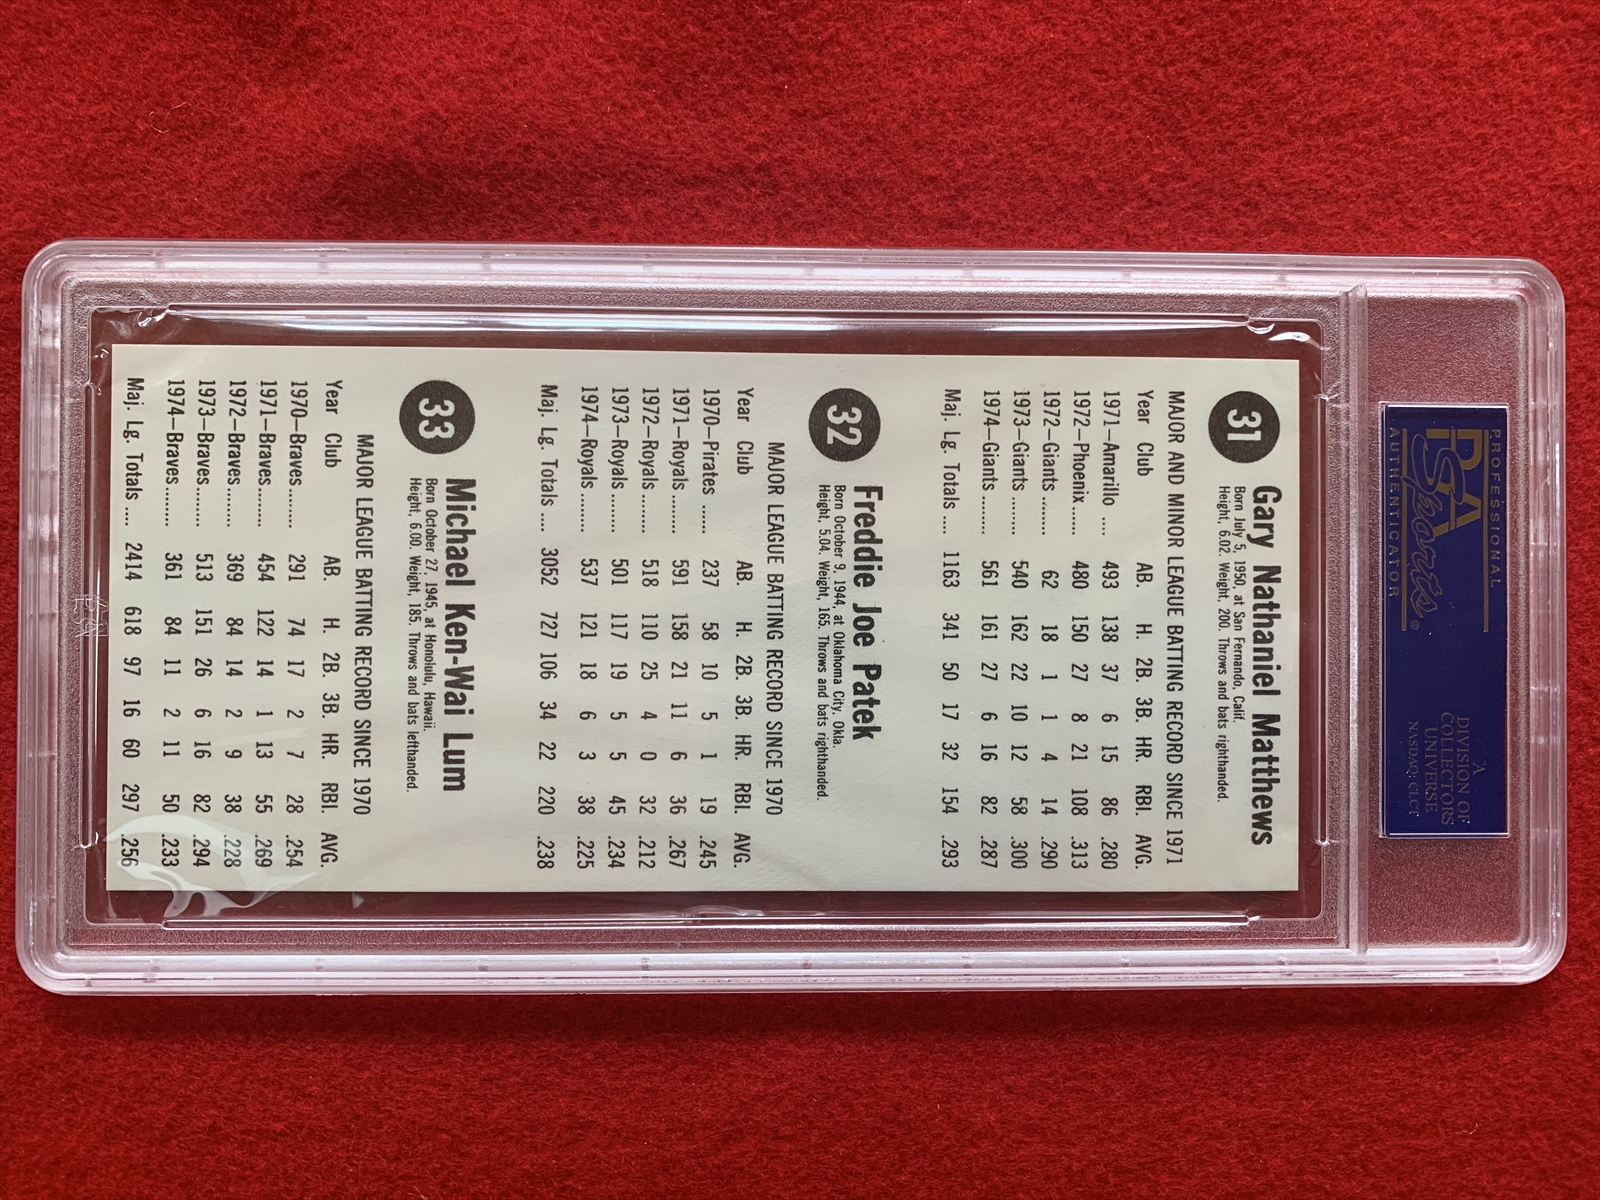 PROFESSIONAL
PSA
Sports®
AUTHENTICATOR
A
DIVISION OF
COLLECTORS
UNIVERSE
NASDAQ: CLCT
31 Gary Nathaniel Matthews
Born July 5, 1950, at San Fernando, Calif.
Height, 6.02. Weight, 200. Throws and bats righthanded.
MAJOR AND MINOR LEAGUE BATTING RECORD SINCE 1971
Year Club AB. H. 2B. 3B. HR. RBI. AVG.
1971—Amarillo .... 493 138 37 6 15 86 .280
1972—Phoenix...... 480 150 27 8 21 108 .313
1972—Giants ........ 62 18 1 1 4 14 .290
1973—Giants ........ 540 162 22 10 12 58 .300
1974—Giants ........ 561 161 27 6 16 82 .287
Maj. Lg. Totals .... 1163 341 50 17 32 154 .293
32 Freddie Joe Patek
Born October 9, 1944, at Oklahoma City, Okla.
Height, 5.04. Weight, 165. Throws and bats righthanded.
MAJOR LEAGUE BATTING RECORD SINCE 1970
Year Club AB. H. 2B. 3B. HR. RBI. AVG.
1970—Pirates ...... 237 58 10 5 1 19 .245
1971—Royals ........ 591 158 21 11 6 36 .267
1972—Royals ........ 518 110 25 4 0 32 .212
1973—Royals ........ 501 117 19 5 5 45 .234
1974—Royals ........ 537 121 18 6 3 38 .225
Maj. Lg. Totals .... 3052 727 106 34 22 220 .238
33 Michael Ken-Wai Lum
Born October 27, 1945, at Honolulu, Hawaii.
Height, 6.00. Weight, 185. Throws and bats lefthanded.
MAJOR LEAGUE BATTING RECORD SINCE 1970
Year Club AB. H. 2B. 3B. HR. RBI. AVG.
1970—Braves ........ 291 74 17 2 7 28 .254
1971—Braves ........ 454 122 14 1 13 55 .269
1972—Braves ........ 369 84 14 2 9 38 .228
1973—Braves ........ 513 151 26 6 16 82 .294
1974—Braves ........ 361 84 11 2 11 50 .233
Maj. Lg. Totals .... 2414 618 97 16 60 297 .256